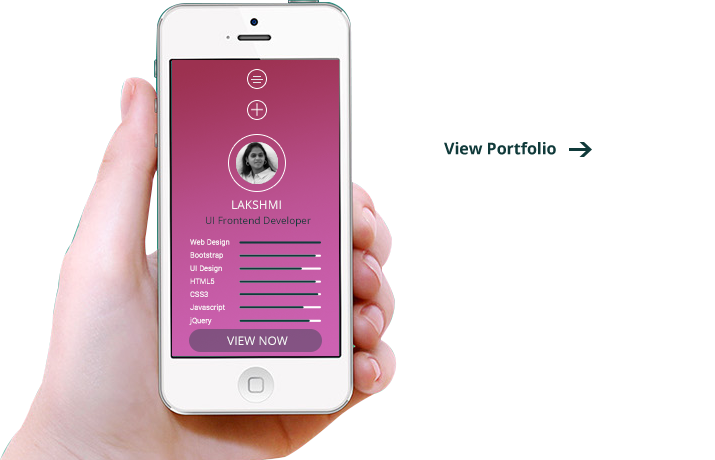 LAKSHMI
UI Frontend Developer
Web Design
Bootstrap
UI Design
HTML5
CSS3
Javascript
jQuery
VIEW NOW
View Portfolio